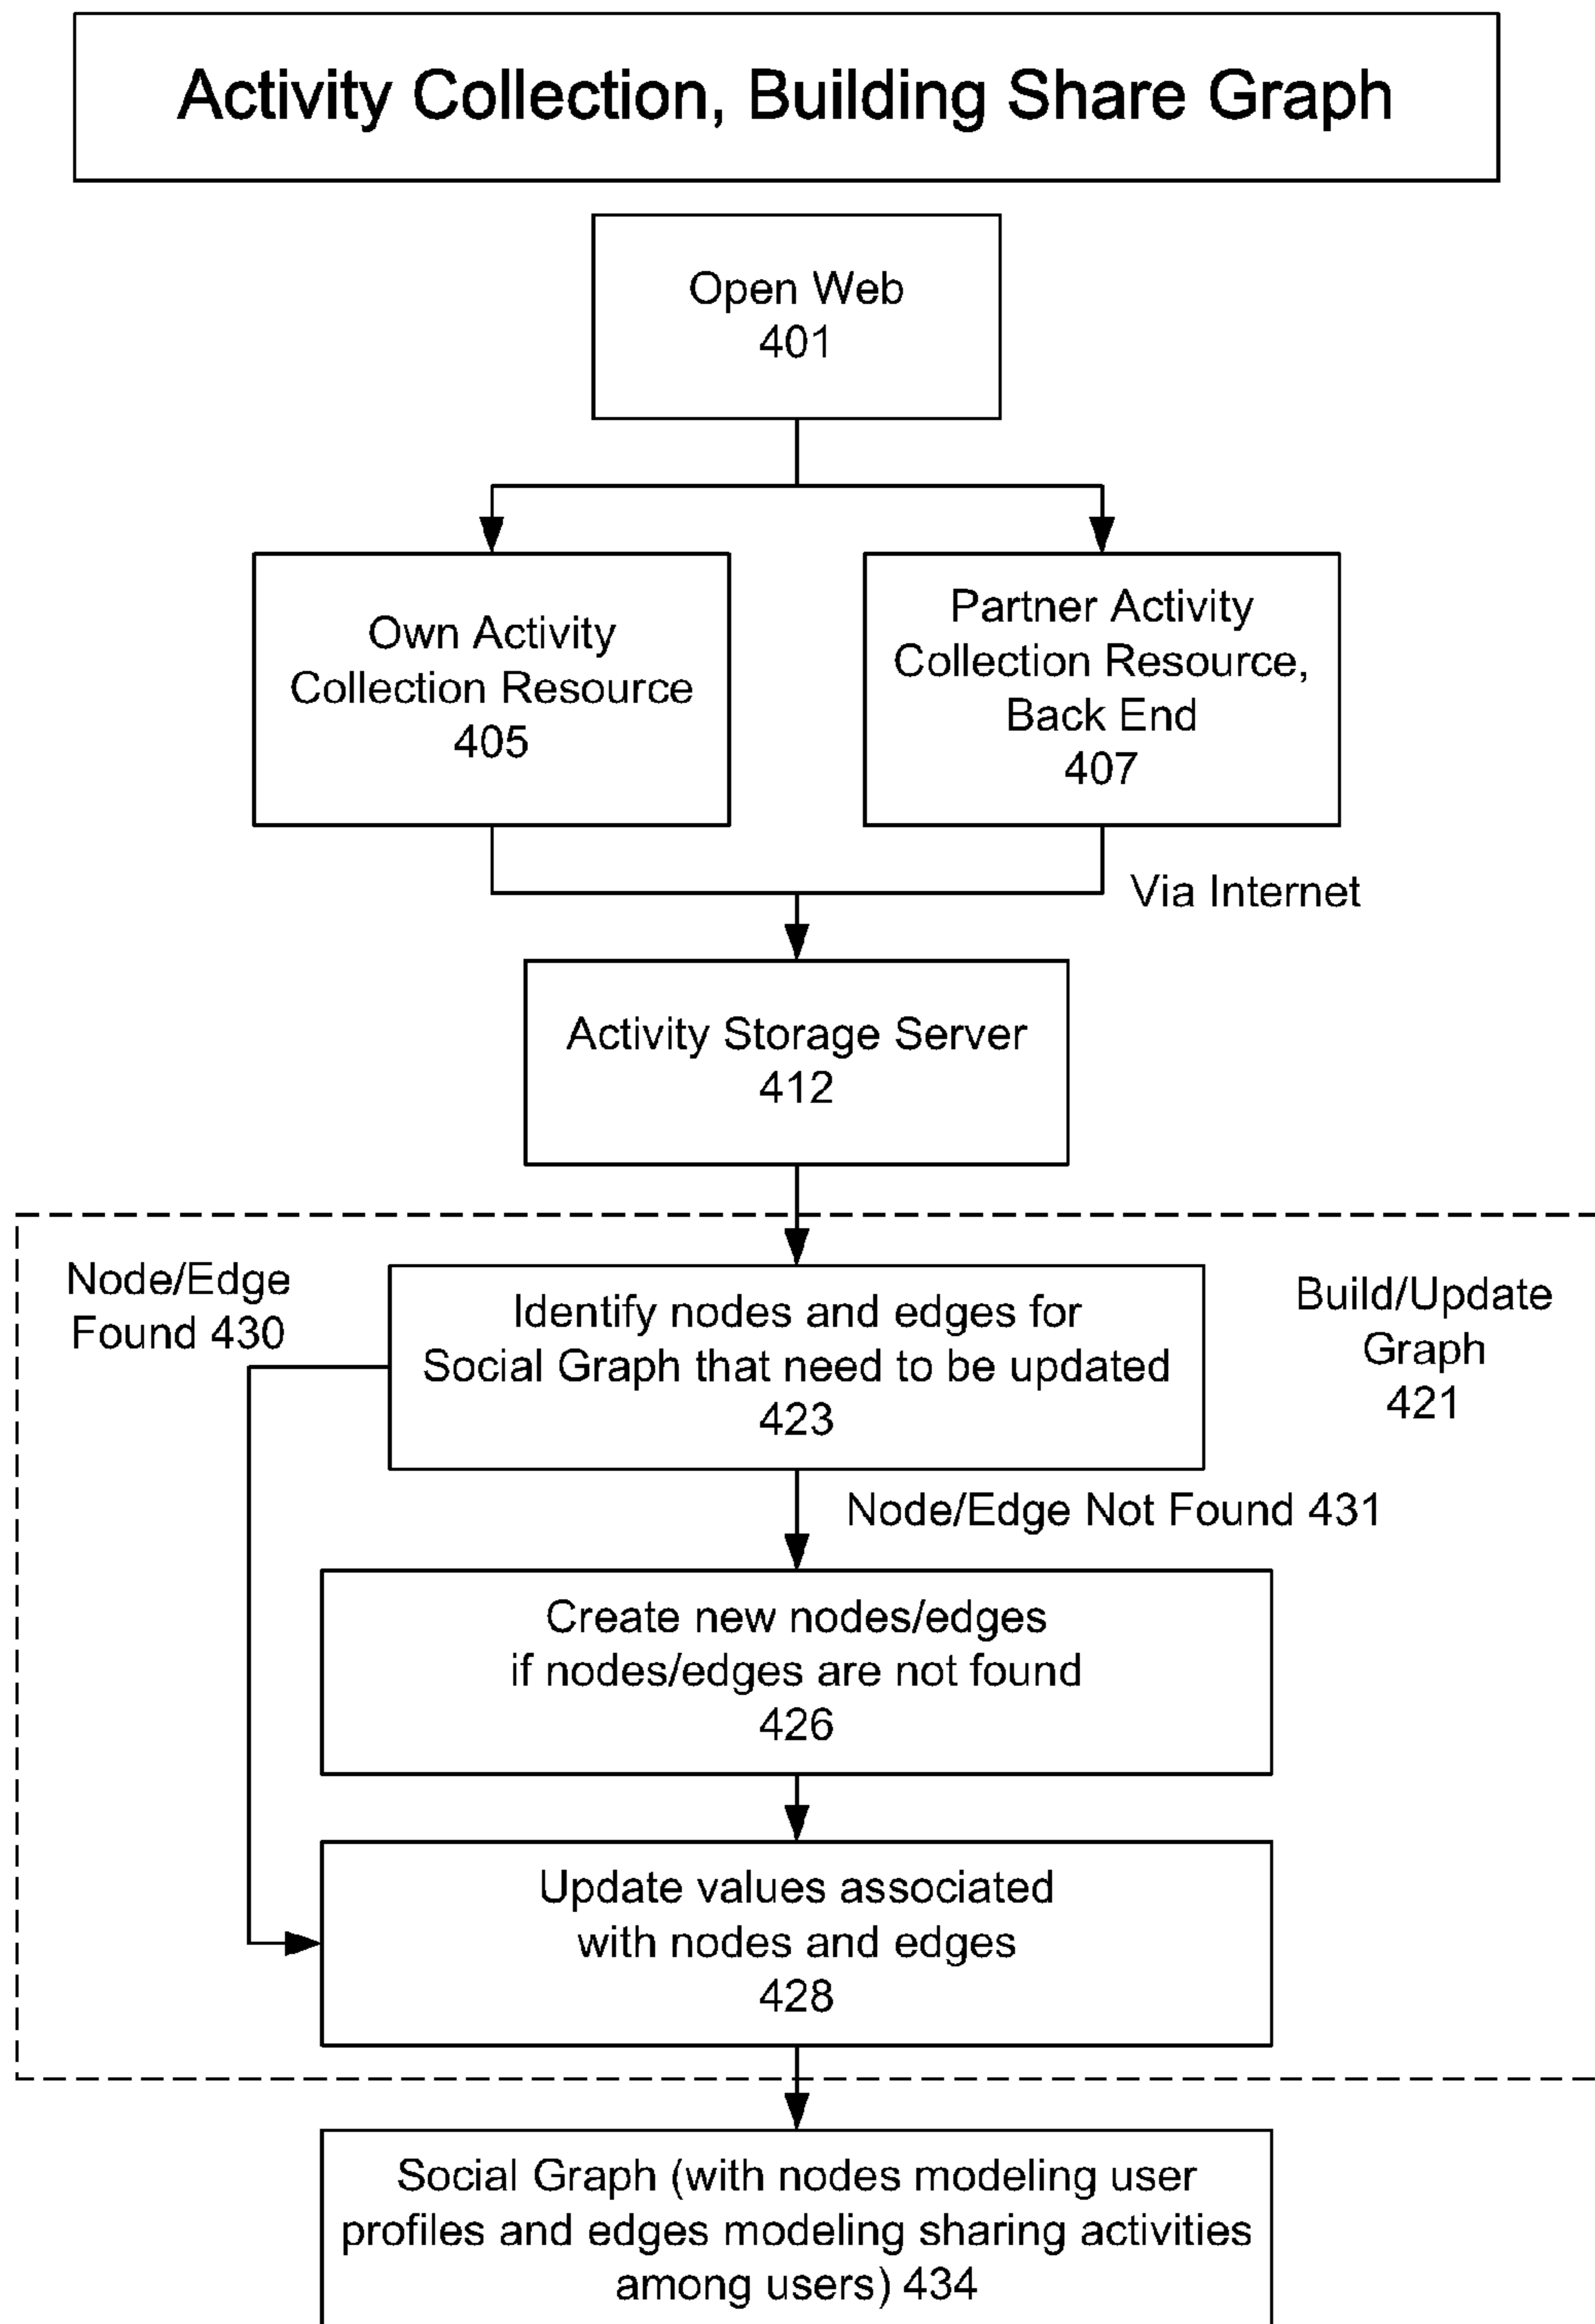 Activity Collection, Building Share Graph
Open Web
401
Own Activity
Collection Resource
405
Partner Activity
Collection Resource,
Back End
407
Via Internet
Activity Storage Server
412
Node/Edge
Found 430
Identify nodes and edges for
Social Graph that need to be updated
423
Build/Update
Graph
421
Node/Edge Not Found 431
Create new nodes/edges
if nodes/edges are not found
426
Update values associated
with nodes and edges
428
Social Graph (with nodes modeling user
profiles and edges modeling sharing activities
among users) 434